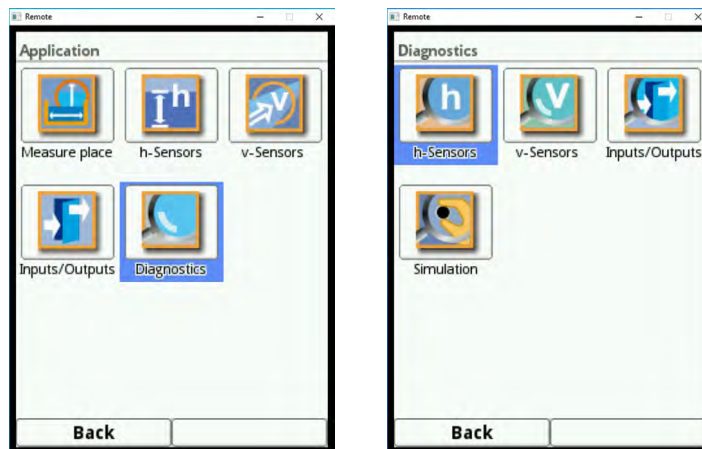 Remote
Application
h
V
Measure place
h-Sensors
v-Sensors
Inputs/Outputs
Diagnostics
Back
Remote
Diagnostics
h
V
h-Sensors
v-Sensors
Inputs/Outputs
Simulation
Back